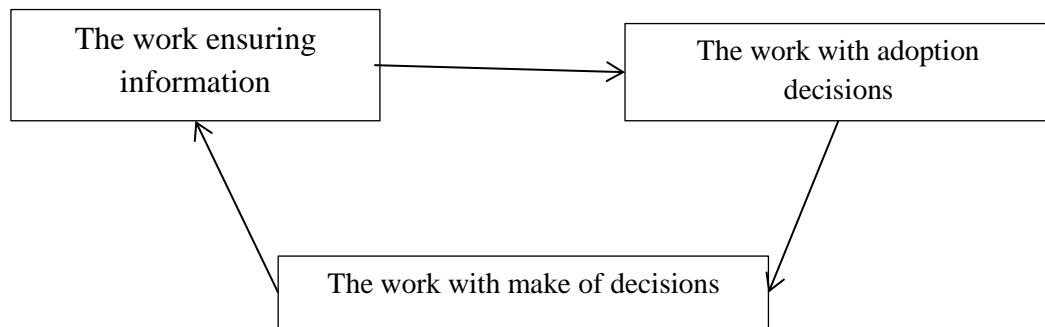 The work ensuring
information
The work with adoption
decisions
The work with make of decisions